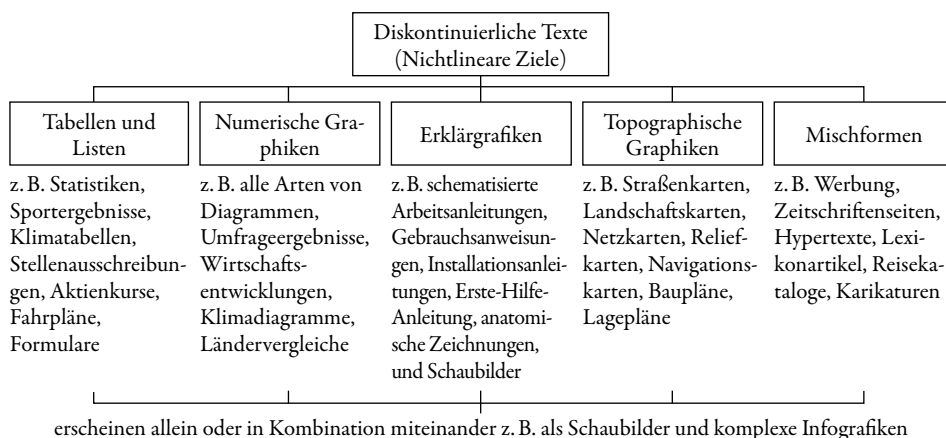 Diskontinuierliche Texte
(Nichtlineare Ziele)
Tabellen und
Listen
Numerische Gra-
phiken
Erklärgrafiken
Topographische
Graphiken
Mischformen
z. B. Statistiken,
Sportergebnisse,
Klimatabellen,
Stellenausschreibun-
gen, Aktienkurse,
Fahrpläne,
Formulare
z. B. alle Arten von
Diagrammen,
Umfrageergebnisse,
Wirtschafts-
entwicklungen,
Klimadiagramme,
Ländervergleiche
z. B. schematisierte
Arbeitsanleitungen,
Gebrauchsanweisun-
gen, Installationsanlei-
tungen, Erste-Hilfe-
Anleitung, anatomi-
sche Zeichnungen,
und Schaubilder
z. B. Straßenkarten,
Landschaftskarten,
Netzkarten, Relief-
karten, Navigations-
karten, Baupläne,
Lagepläne
z. B. Werbung,
Zeitschriftenseiten,
Hypertexte, Lexi-
konartikel, Reiseka-
taloge, Karikaturen
erscheinen allein oder in Kombination miteinander z. B. als Schaubilder und komplexe Infografiken